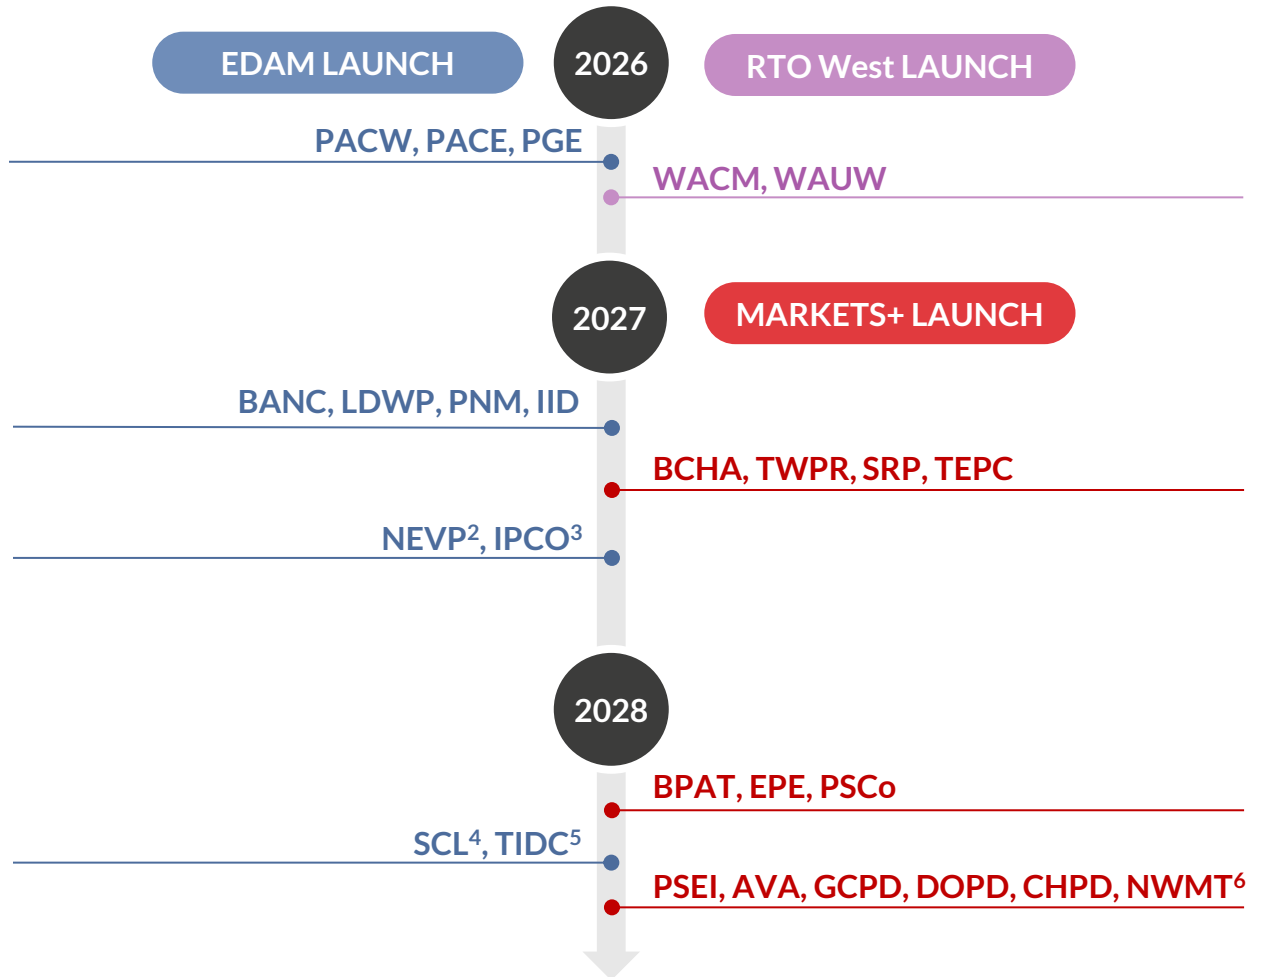 EDAM LAUNCH
2026
RTO West LAUNCH
PACW, PACE, PGE
WACM, WAUW
2027
MARKETS+ LAUNCH
BANC, LDWP, PNM, IID
BCHA, TWPR, SRP, TEPC
NEVP², IPCO³
2028
BPAT, EPE, PSCo
SCL⁴, TIDC⁵
PSEI, AVA, GCPD, DOPD, CHPD, NWMT⁶